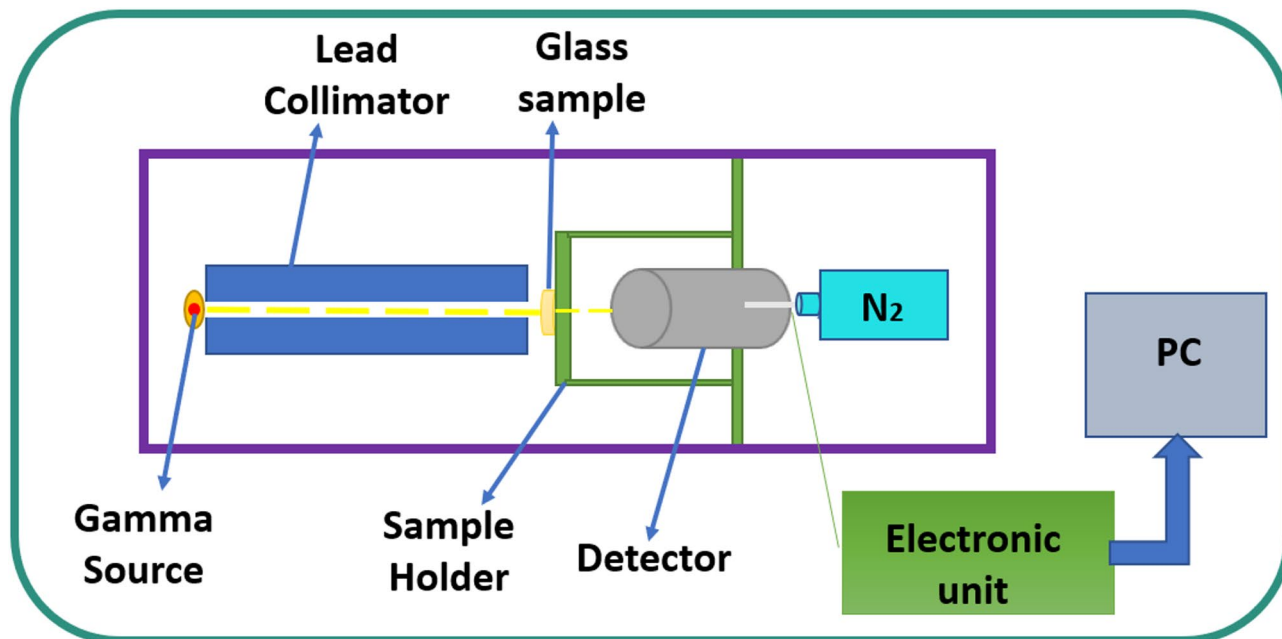 Lead
Collimator
Glass
sample
N₂
PC
Gamma
Source
Sample
Holder
Detector
Electronic
unit